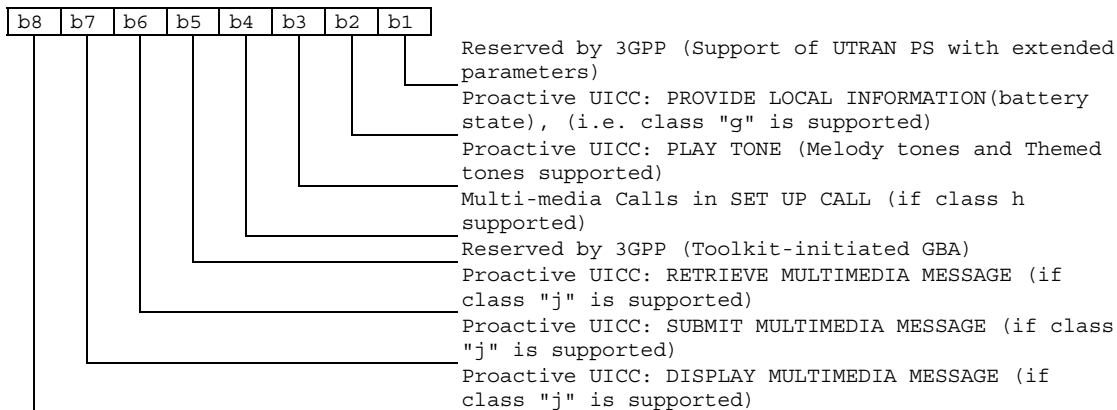 b8 b7 b6 b5 b4 b3 b2 b1
Reserved by 3GPP (Support of UTRAN PS with extended
parameters)
Proactive UICC: PROVIDE LOCAL INFORMATION(battery
state), (i.e. class "g" is supported)
Proactive UICC: PLAY TONE (Melody tones and Themed
tones supported)
Multi-media Calls in SET UP CALL (if class h
supported)
Reserved by 3GPP (Toolkit-initiated GBA)
Proactive UICC: RETRIEVE MULTIMEDIA MESSAGE (if
class "j" is supported)
Proactive UICC: SUBMIT MULTIMEDIA MESSAGE (if class
"j" is supported)
Proactive UICC: DISPLAY MULTIMEDIA MESSAGE (if
class "j" is supported)